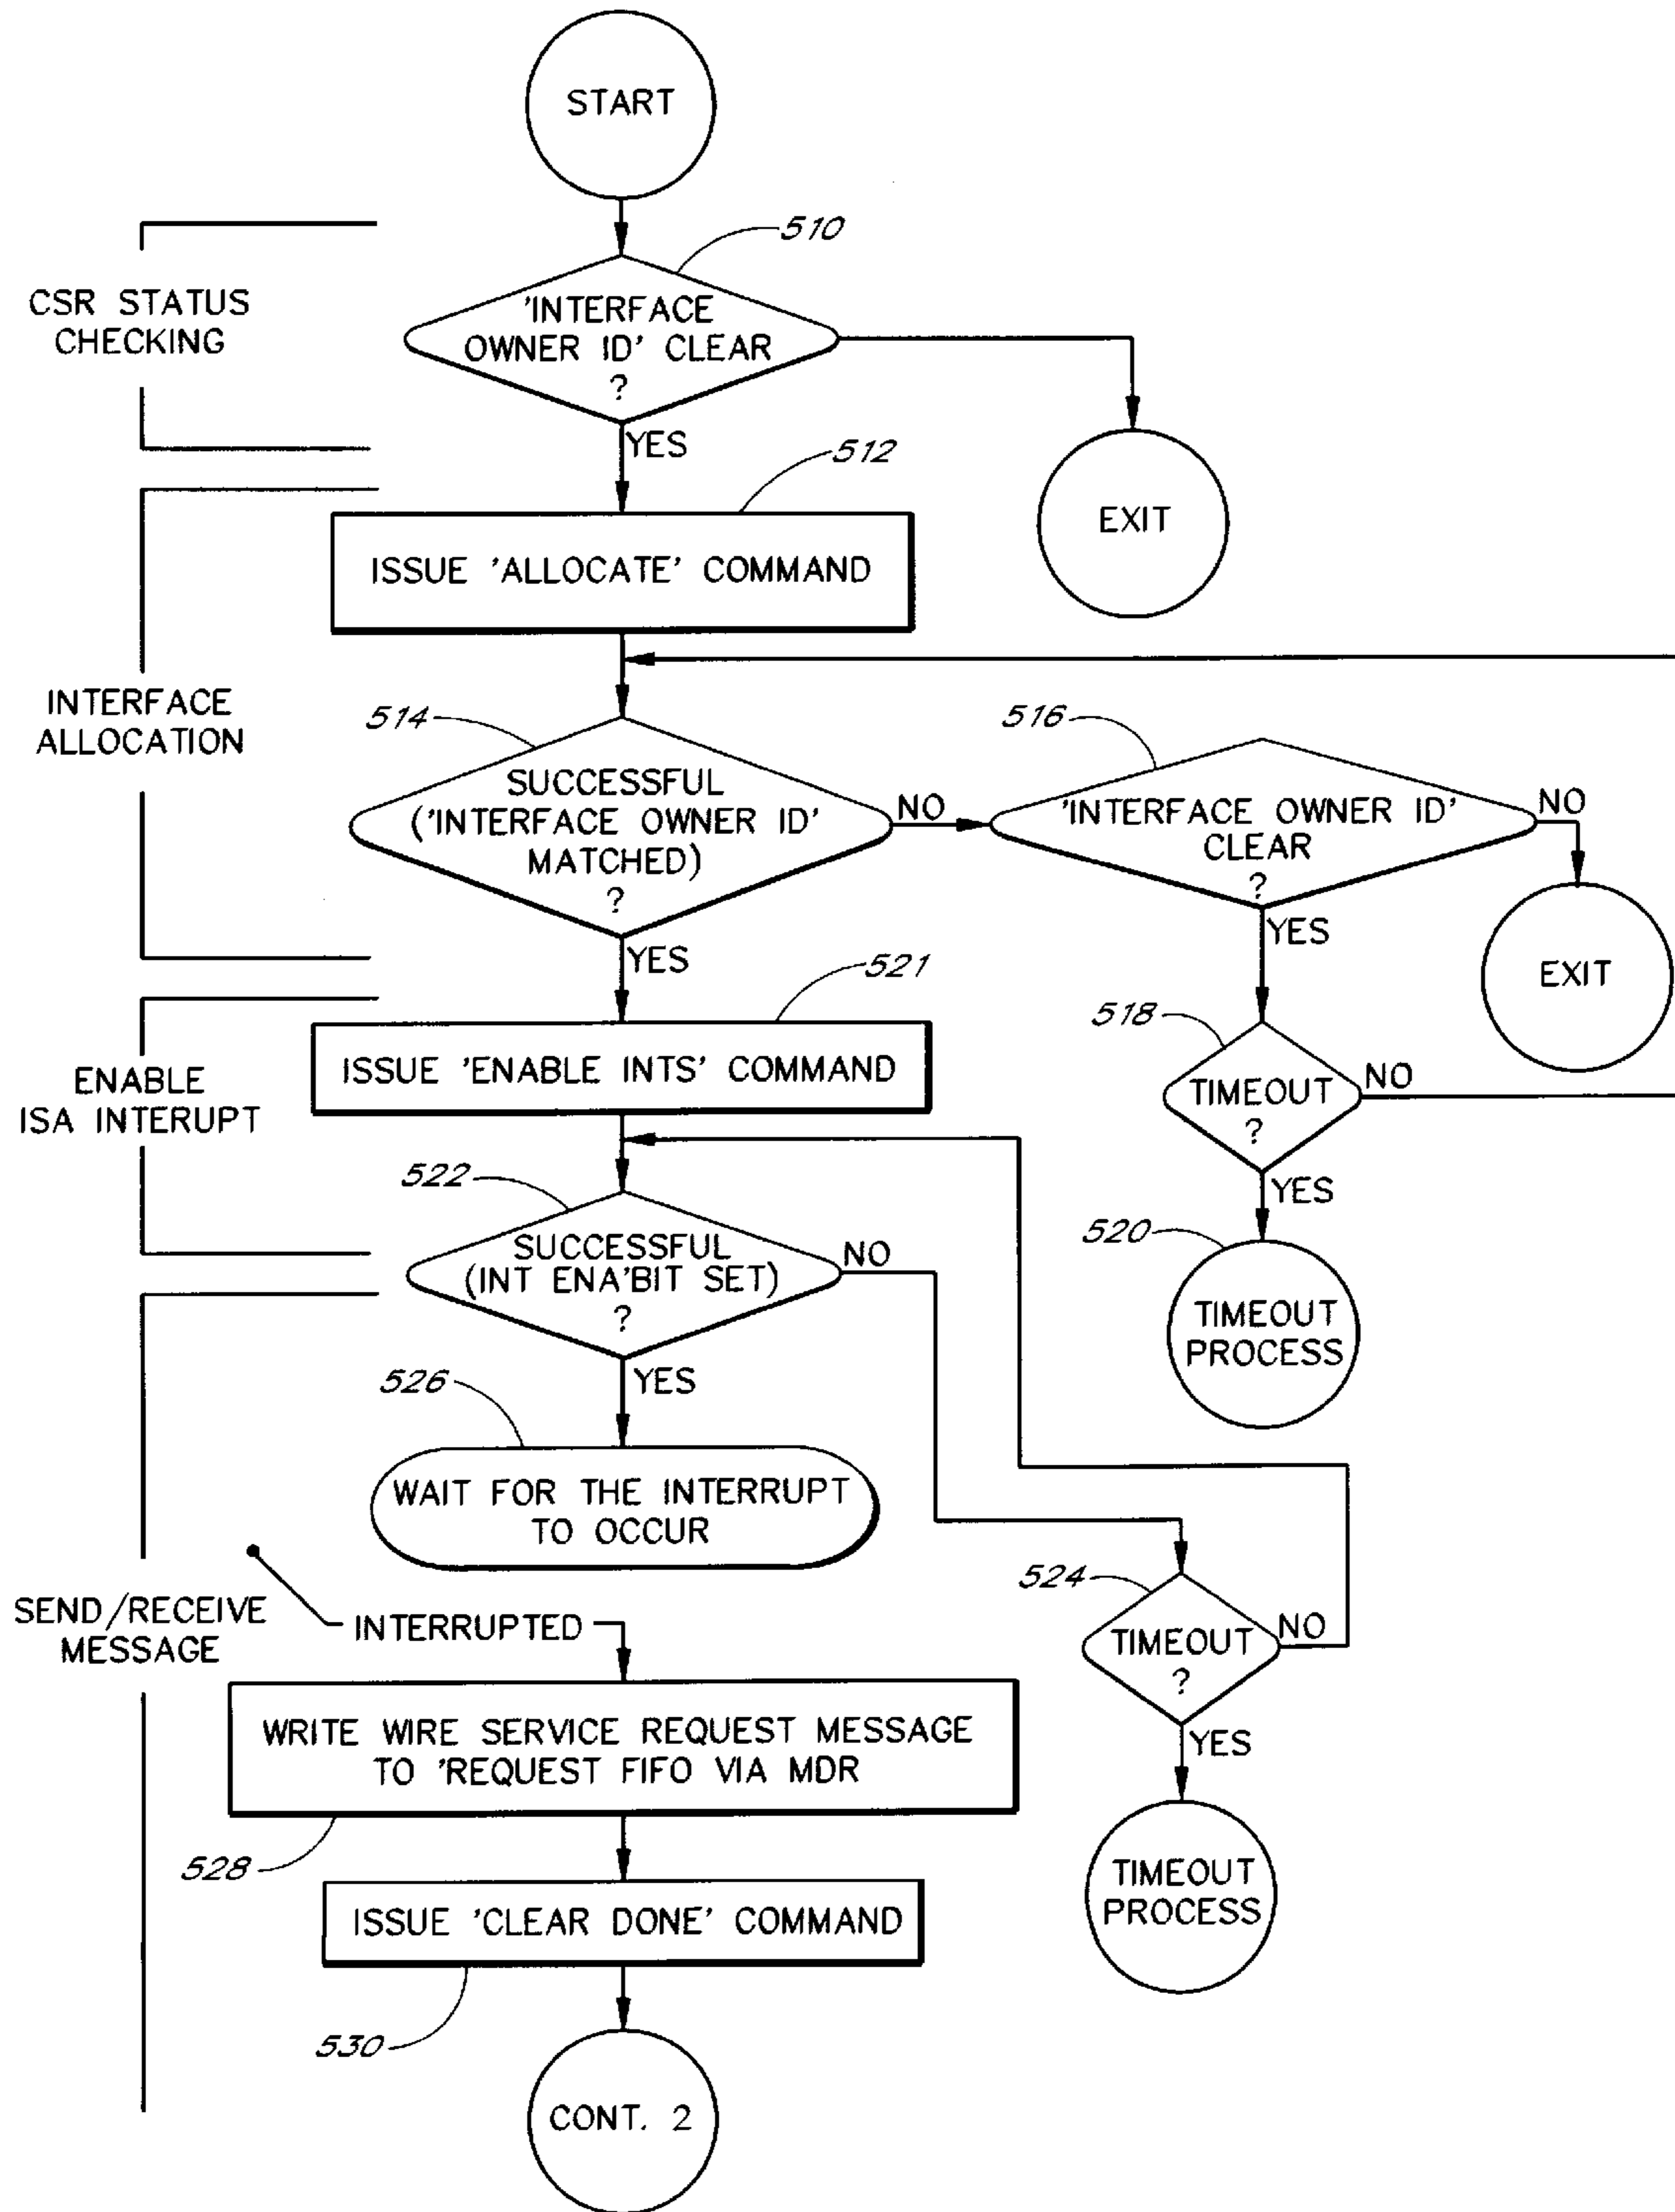 START
510
CSR STATUS
CHECKING
'INTERFACE
OWNER ID' CLEAR
?
YES
EXIT
512
ISSUE 'ALLOCATE' COMMAND
INTERFACE
ALLOCATION
514
SUCCESSFUL
('INTERFACE OWNER ID'
MATCHED)
?
NO
516
'INTERFACE OWNER ID'
CLEAR
?
NO
EXIT
YES
YES
521
ISSUE 'ENABLE INTS' COMMAND
ENABLE
ISA INTERUPT
518
TIMEOUT
?
NO
YES
520
TIMEOUT
PROCESS
522
SUCCESSFUL
(INT ENA'BIT SET)
?
NO
YES
526
WAIT FOR THE INTERRUPT
TO OCCUR
524
TIMEOUT
?
NO
YES
TIMEOUT
PROCESS
SEND/RECEIVE
MESSAGE
INTERRUPTED
WRITE WIRE SERVICE REQUEST MESSAGE
TO 'REQUEST FIFO VIA MDR
528
ISSUE 'CLEAR DONE' COMMAND
530
CONT. 2